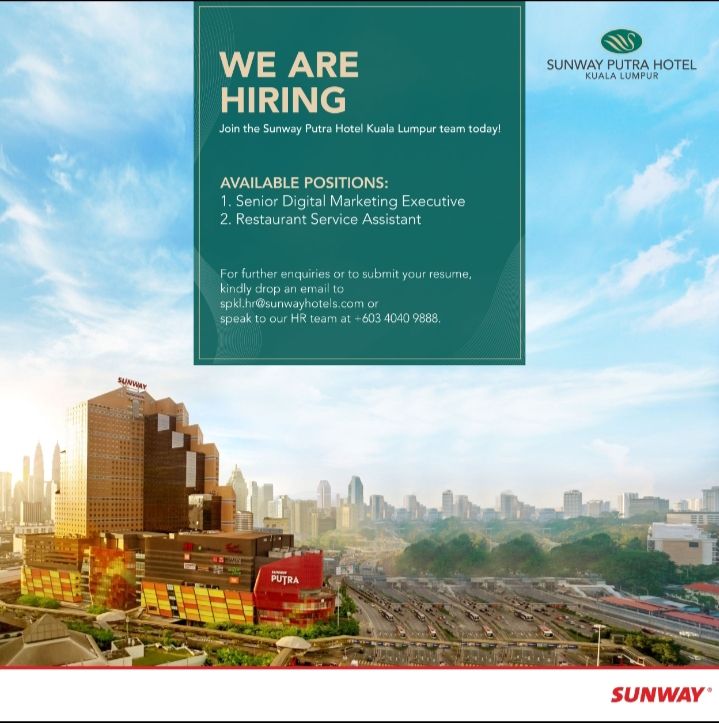 WE ARE
HIRING
Join the Sunway Putra Hotel Kuala Lumpur team today!
SUNWAY PUTRA HOTEL
KUALA LUMPUR
AVAILABLE POSITIONS:
1. Senior Digital Marketing Executive
2. Restaurant Service Assistant
For further enquiries or to submit your resume,
kindly drop an email to
spkl.hr@sunwayhotels.com or
speak to our HR team at +603 4040 9888.
SUNWAY
SUNWAY
PUTRA
SUNWAY®